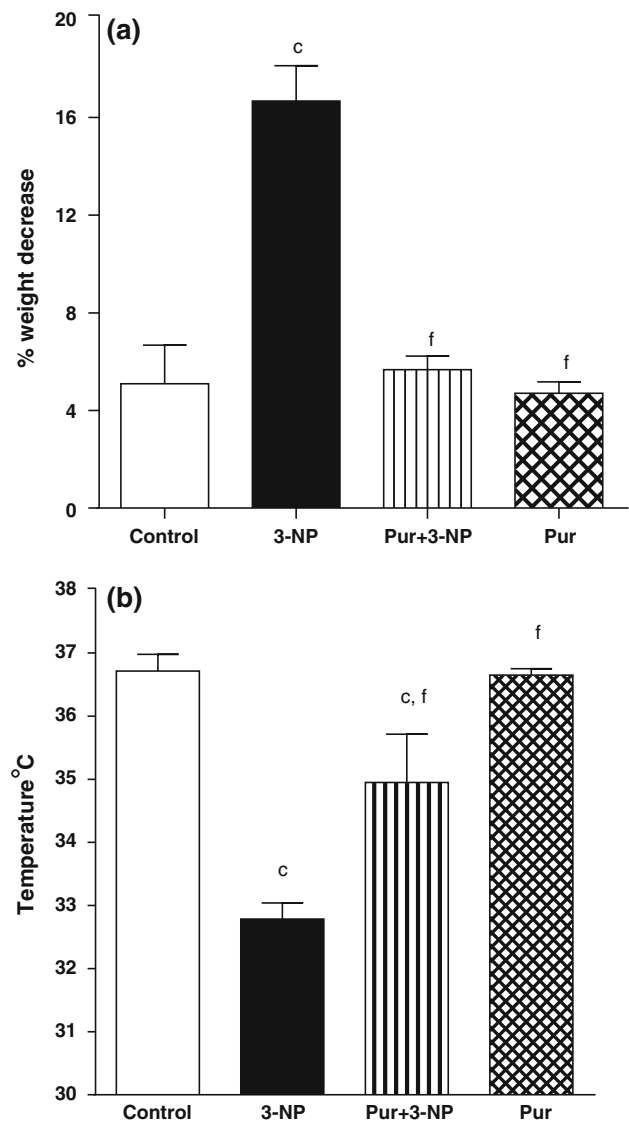 (a)
% weight decrease
20
16
12
8
4
0
c
f
f
Control 3-NP Pur+3-NP Pur
(b)
Temperature°C
38
37
36
35
34
33
32
31
30
c
c, f
f
Control 3-NP Pur+3-NP Pur